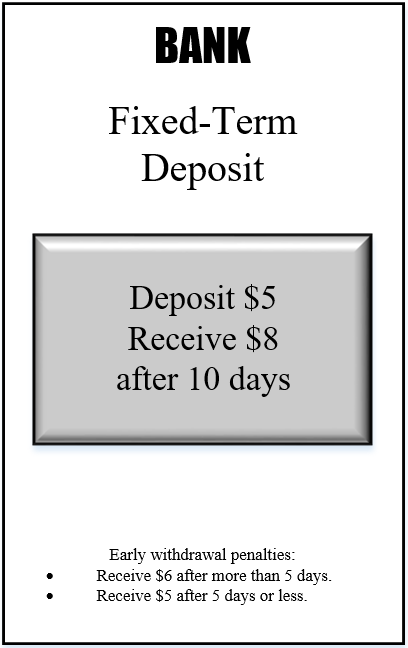 BANK
Fixed-Term
Deposit
Deposit $5
Receive $8
after 10 days
Early withdrawal penalties:
• Receive $6 after more than 5 days.
• Receive $5 after 5 days or less.